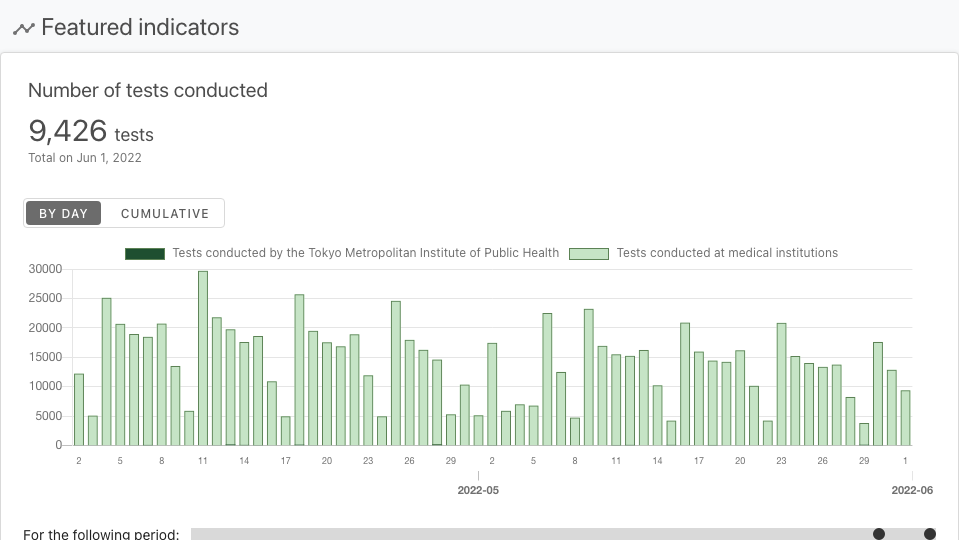 Featured indicators
Number of tests conducted
9,426 tests
Total on Jun 1, 2022
BY DAY CUMULATIVE
Tests conducted by the Tokyo Metropolitan Institute of Public Health Tests conducted at medical institutions
30000
25000
20000
15000
10000
5000
0
2 5 8 11 14 17 20 23 26 29 2 5 8 11 14 17 20 23 26 29 1
2022-05 2022-06
For the following period: